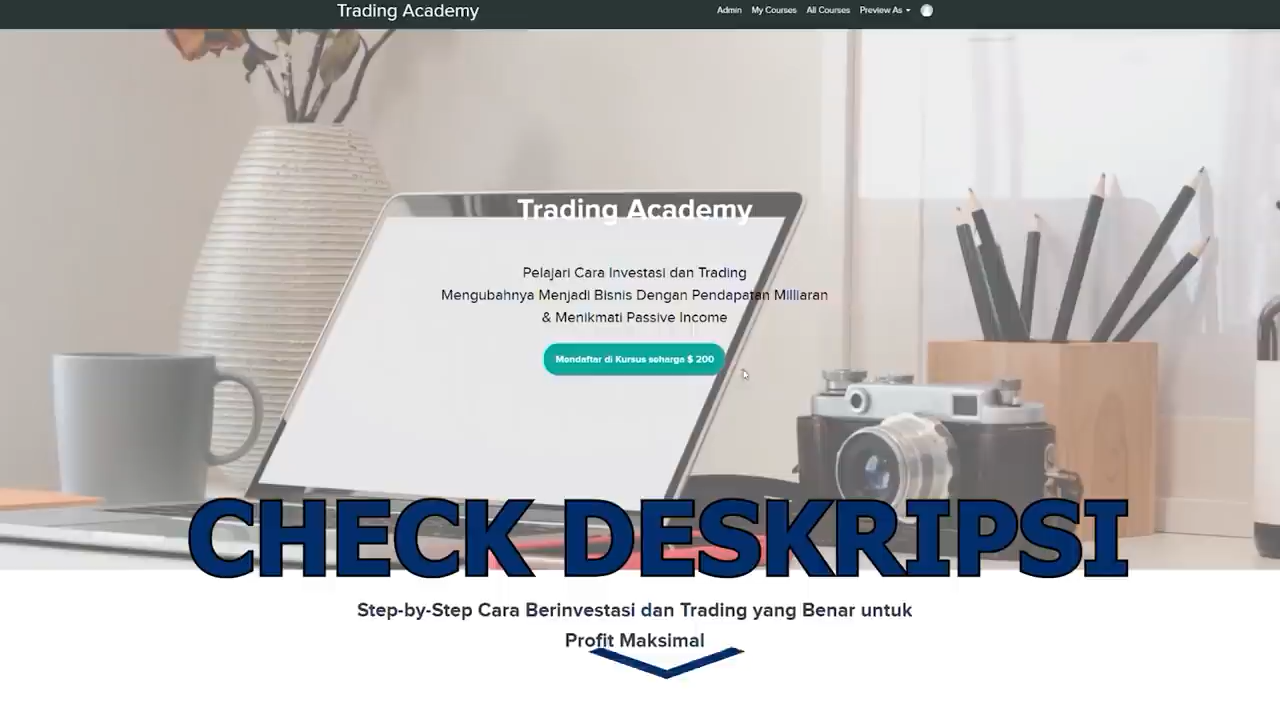 Trading Academy
Admin My Courses All Courses Preview As
Trading Academy
Pelajari Cara Investasi dan Trading
Mengubahnya Menjadi Bisnis Dengan Pendapatan Milliaran
& Menikmati Passive Income
Mendaftar di Kursus seharga $ 200
CHECK DESKRIPSI
Step-by-Step Cara Berinvestasi dan Trading yang Benar untuk
Profit Maksimal